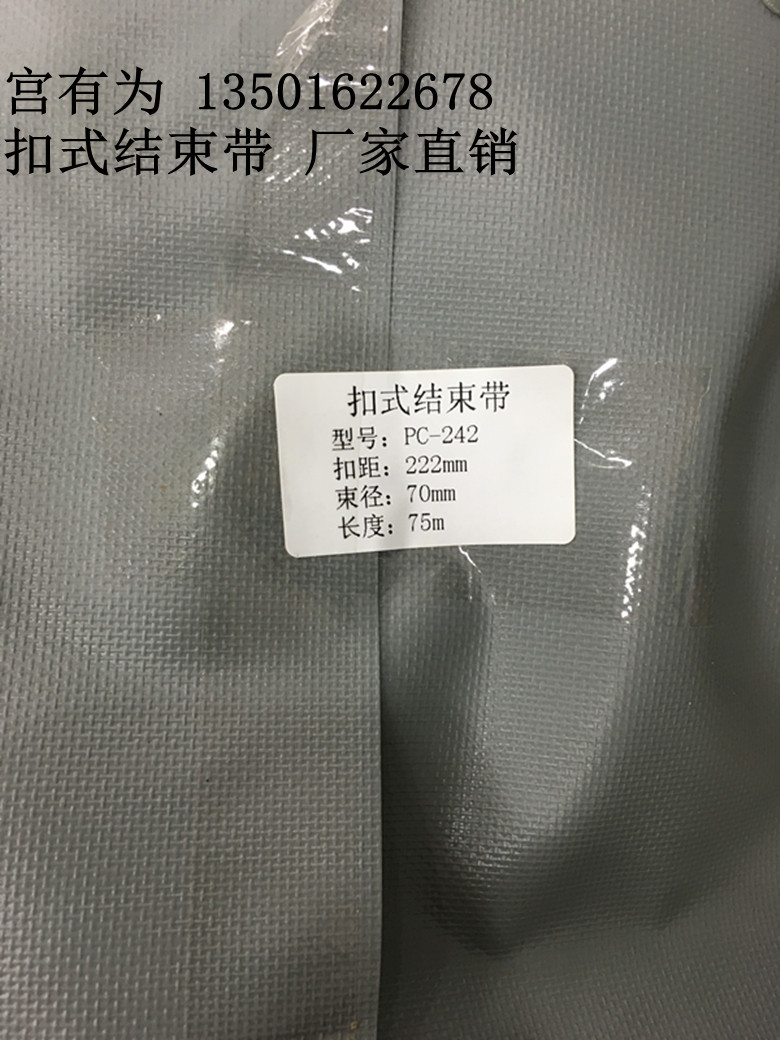 宫有为 13501622678
扣式结束带 厂家直销
扣式结束带
型号：PC-242
扣距：222mm
束径：70mm
长度：75m